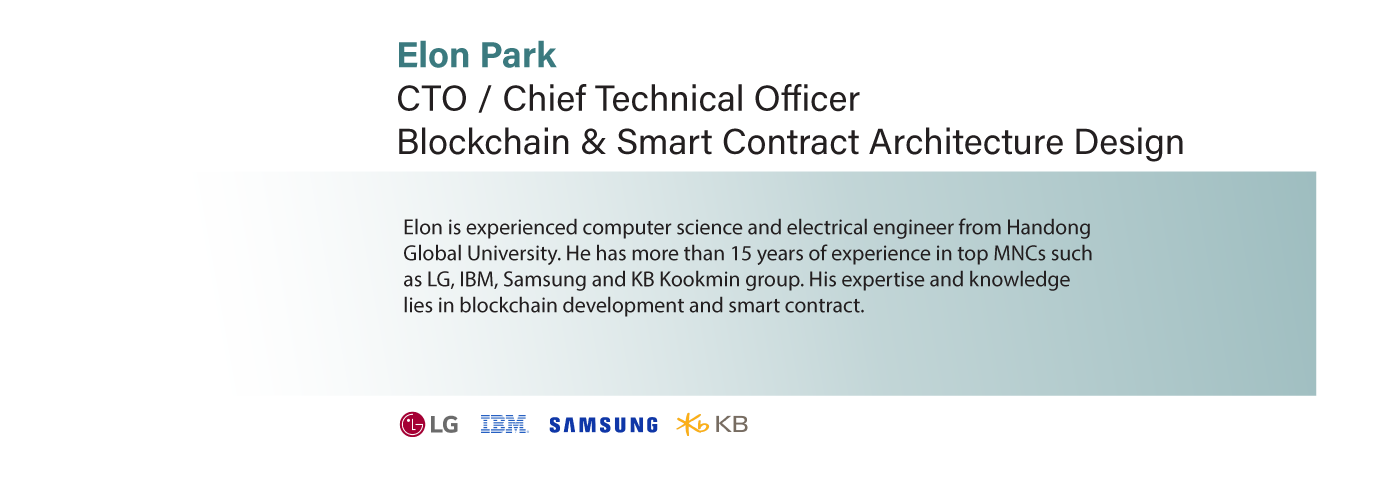 Elon Park
CTO / Chief Technical Officer
Blockchain & Smart Contract Architecture Design
Elon is experienced computer science and electrical engineer from Handong
Global University. He has more than 15 years of experience in top MNCs such
as LG, IBM, Samsung and KB Kookmin group. His expertise and knowledge
lies in blockchain development and smart contract.
LG IBM SAMSUNG Kb KB